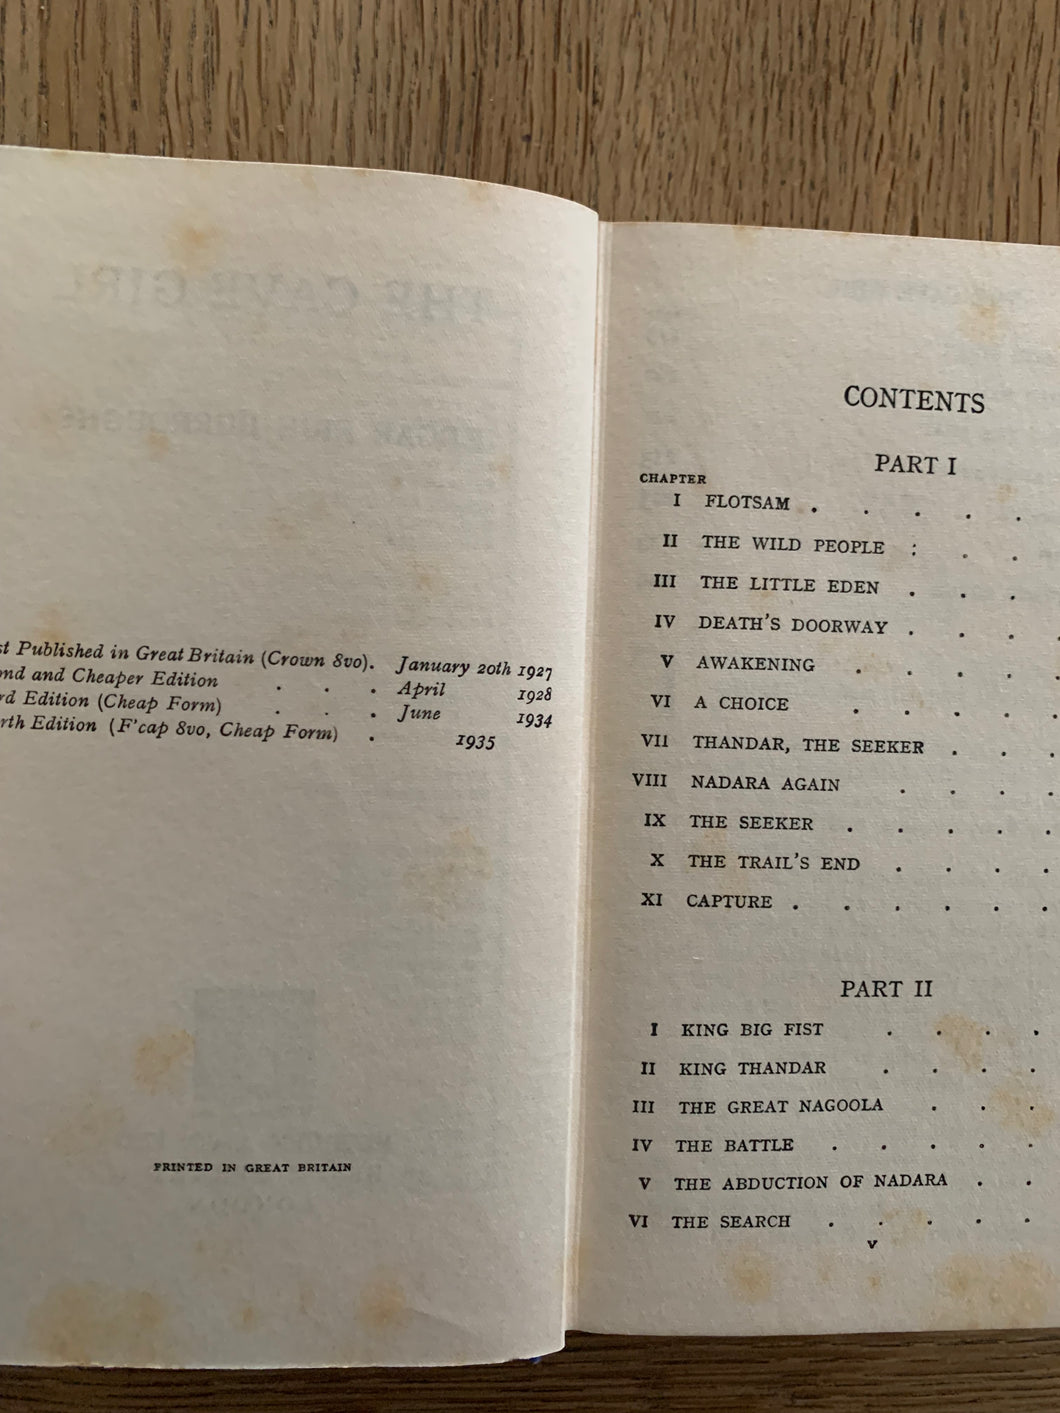 st Published in Great Britain (Crown 8vo). January 20th 1927
nd and Cheaper Edition . . . April 1928
rd Edition (Cheap Form) . . . June 1934
rth Edition (F'cap 8vo, Cheap Form) . 1935
PRINTED IN GREAT BRITAIN
CONTENTS
PART I
CHAPTER
I FLOTSAM . . . . .
II THE WILD PEOPLE : . .
III THE LITTLE EDEN . . .
IV DEATH'S DOORWAY . . .
V AWAKENING . . . . .
VI A CHOICE . . . . .
VII THANDAR, THE SEEKER . . .
VIII NADARA AGAIN . . . .
IX THE SEEKER . . . . .
X THE TRAIL'S END . . . .
XI CAPTURE . . . . . .
PART II
I KING BIG FIST . . . .
II KING THANDAR . . . .
III THE GREAT NAGOOLA . . .
IV THE BATTLE . . . . .
V THE ABDUCTION OF NADARA . .
VI THE SEARCH . . . . .
v